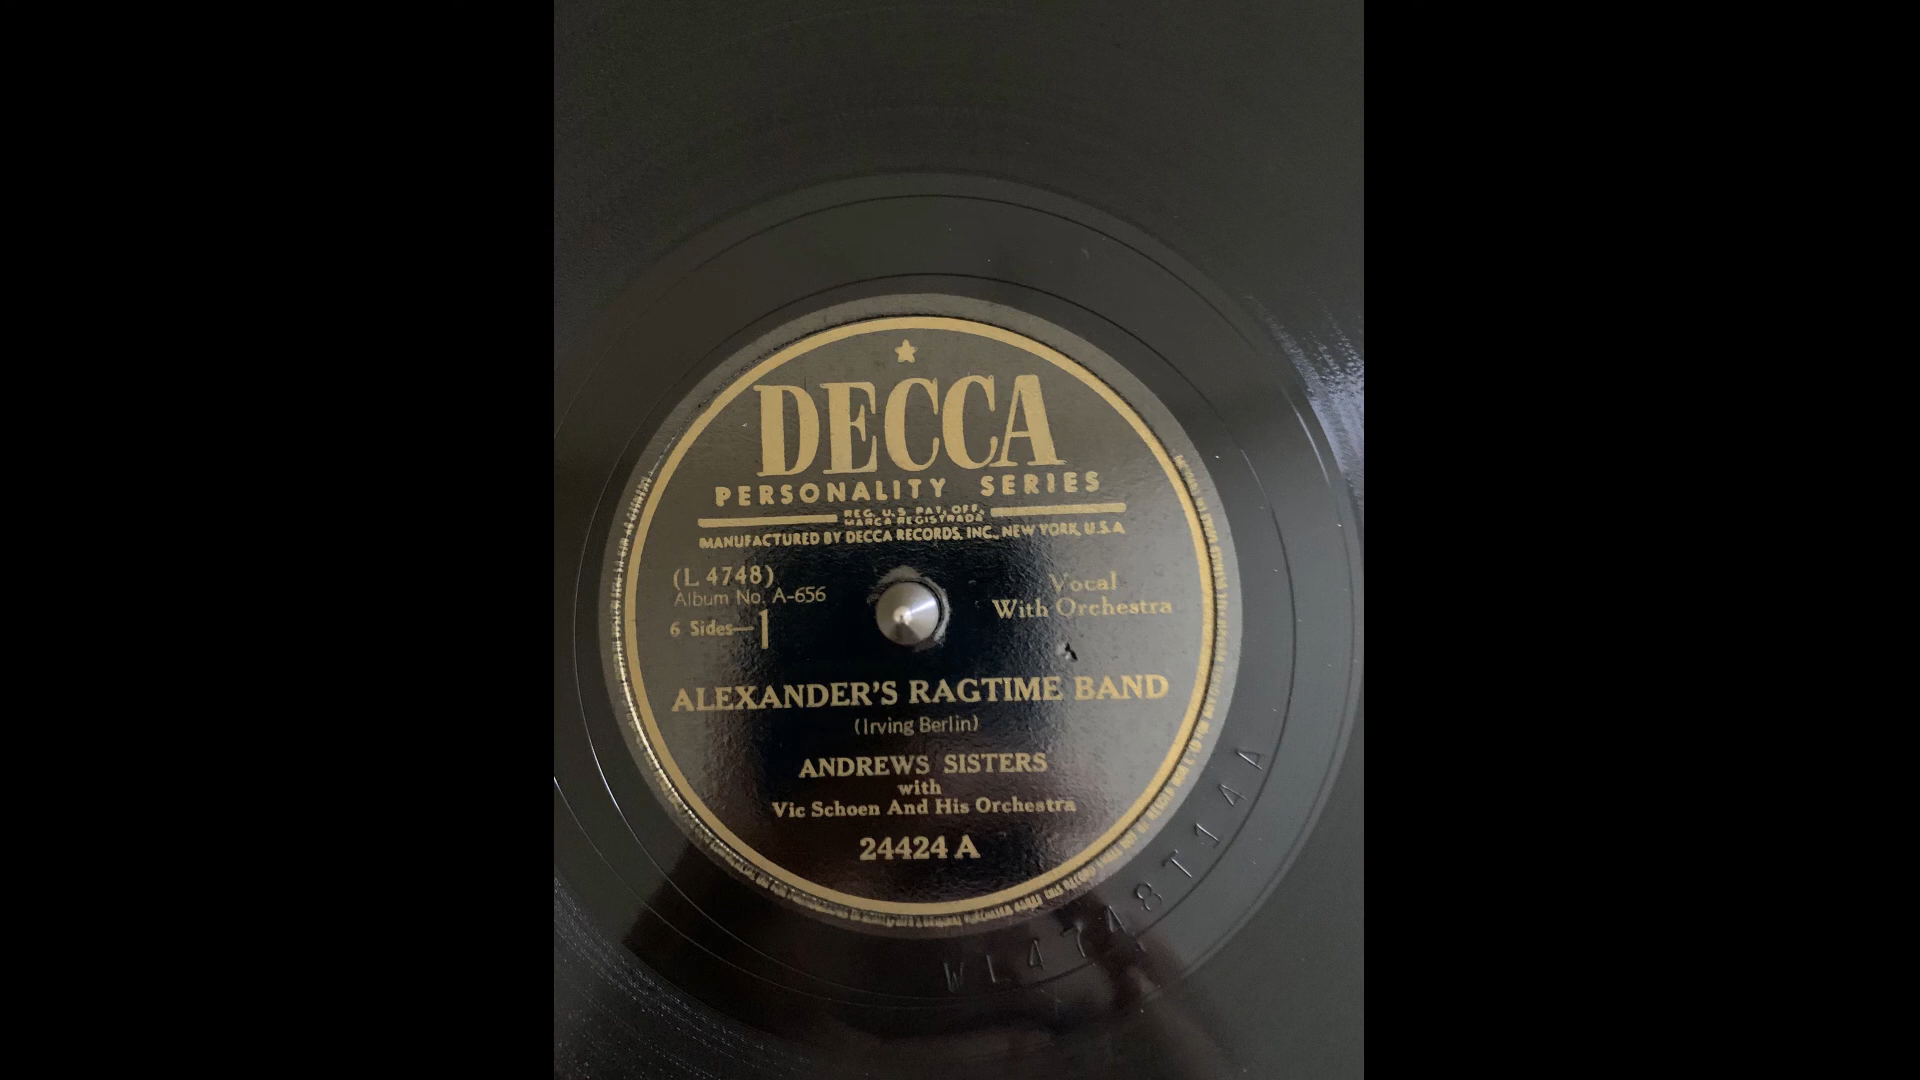 DECCA
PERSONALITY SERIES
REG. U.S. PAT. OFF.
MARCA REGISTRADA
MANUFACTURED BY DECCA RECORDS, INC., NEW YORK, U.S.A
(L 4748)
Album No. A-656
6 Sides—1
Vocal
With Orchestra
ALEXANDER'S RAGTIME BAND
(Irving Berlin)
ANDREWS SISTERS
with
Vic Schoen And His Orchestra
24424 A
WL4748T14A